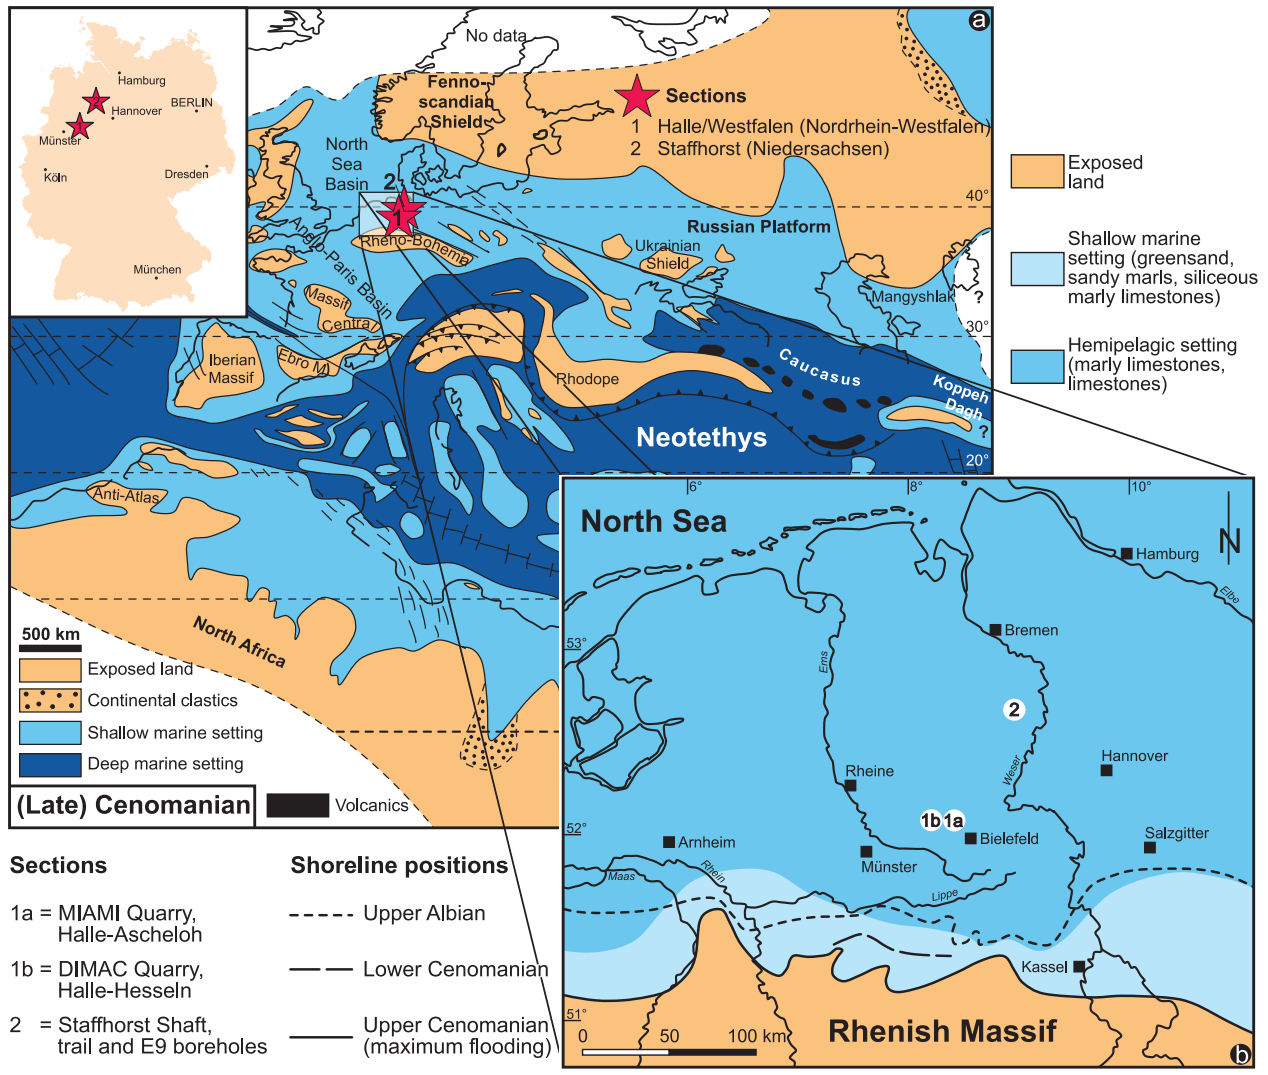 a
No data
Hamburg
BERLIN
Hannover
Münster
Köln
Dresden
München
2
1
Fenno-
scandian
Shield
Sections
1 Halle/Westfalen (Nordrhein-Westfalen)
2 Staffhorst (Niedersachsen)
North
Sea
Basin
2
1
40°
Rheno-Bohema
Anglo-Paris Basin
Russian Platform
Ukrainian
Shield
Mangyshlak
?
Massif
Central
30°
Iberian
Massif
Ebro M.
Rhodope
Caucasus
Koppeh
Dagh
?
Neotethys
20°
Anti-Atlas
North Africa
500 km
Exposed land
Continental clastics
Shallow marine setting
Deep marine setting
(Late) Cenomanian
Volcanics
Exposed
land
Shallow marine
setting (greensand,
sandy marls, siliceous
marly limestones)
Hemipelagic setting
(marly limestones,
limestones)
6°
8°
10°
North Sea
N
Hamburg
Elbe
Bremen
53°
Ems
2
Weser
Hannover
Rheine
1b
1a
52°
Arnheim
Bielefeld
Salzgitter
Münster
Maas
Rhein
Lippe
Kassel
51°
0 50 100 km
Rhenish Massif
b
Sections
1a = MIAMI Quarry,
Halle-Ascheloh
1b = DIMAC Quarry,
Halle-Hesseln
2 = Staffhorst Shaft,
trail and E9 boreholes
Shoreline positions
Upper Albian
Lower Cenomanian
Upper Cenomanian
(maximum flooding)